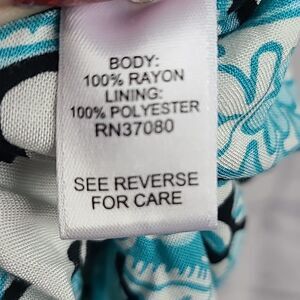 BODY:
100% RAYON
LINING:
100% POLYESTER
RN37080
SEE REVERSE
FOR CARE